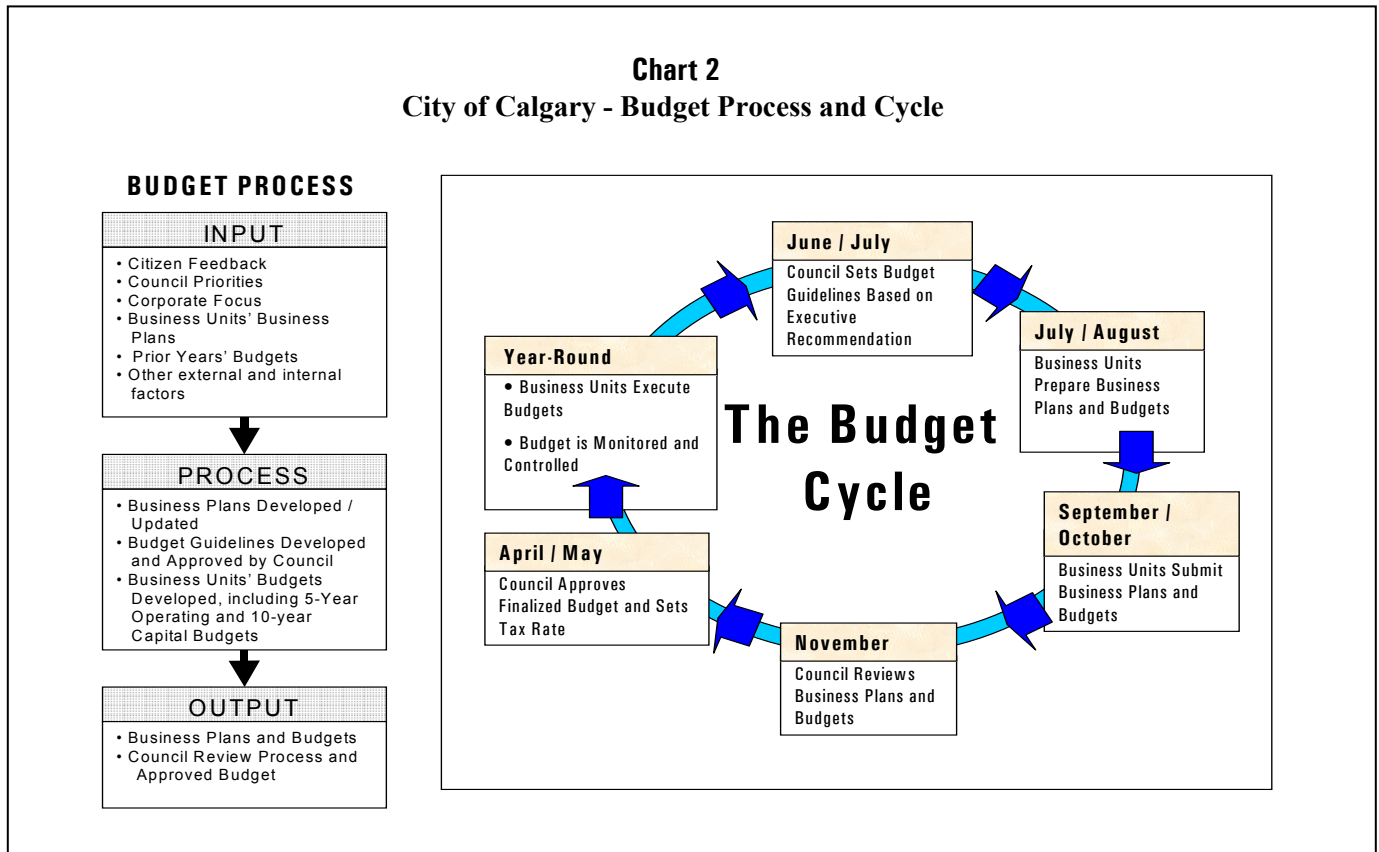 Chart 2
City of Calgary - Budget Process and Cycle
BUDGET PROCESS
INPUT
• Citizen Feedback
• Council Priorities
• Corporate Focus
• Business Units’ Business
Plans
• Prior Years’ Budgets
• Other external and internal
factors
PROCESS
• Business Plans Developed /
Updated
• Budget Guidelines Developed
and Approved by Council
• Business Units’ Budgets
Developed, including 5-Year
Operating and 10-year
Capital Budgets
OUTPUT
• Business Plans and Budgets
• Council Review Process and
Approved Budget
The Budget
Cycle
June / July
Council Sets Budget
Guidelines Based on
Executive
Recommendation
July / August
Business Units
Prepare Business
Plans and Budgets
September /
October
Business Units Submit
Business Plans and
Budgets
November
Council Reviews
Business Plans and
Budgets
April / May
Council Approves
Finalized Budget and Sets
Tax Rate
Year-Round
• Business Units Execute
Budgets
• Budget is Monitored and
Controlled